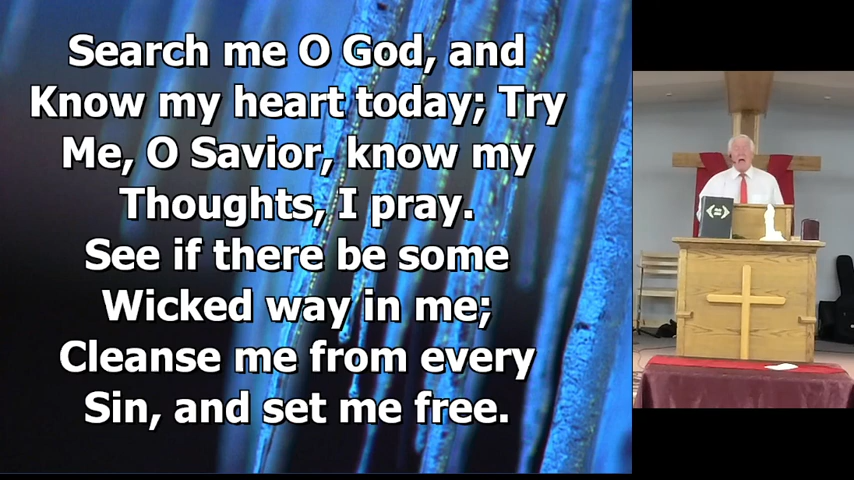 Search me O God, and
Know my heart today; Try
Me, O Savior, know my
Thoughts, I pray.
See if there be some
Wicked way in me;
Cleanse me from every
Sin, and set me free.